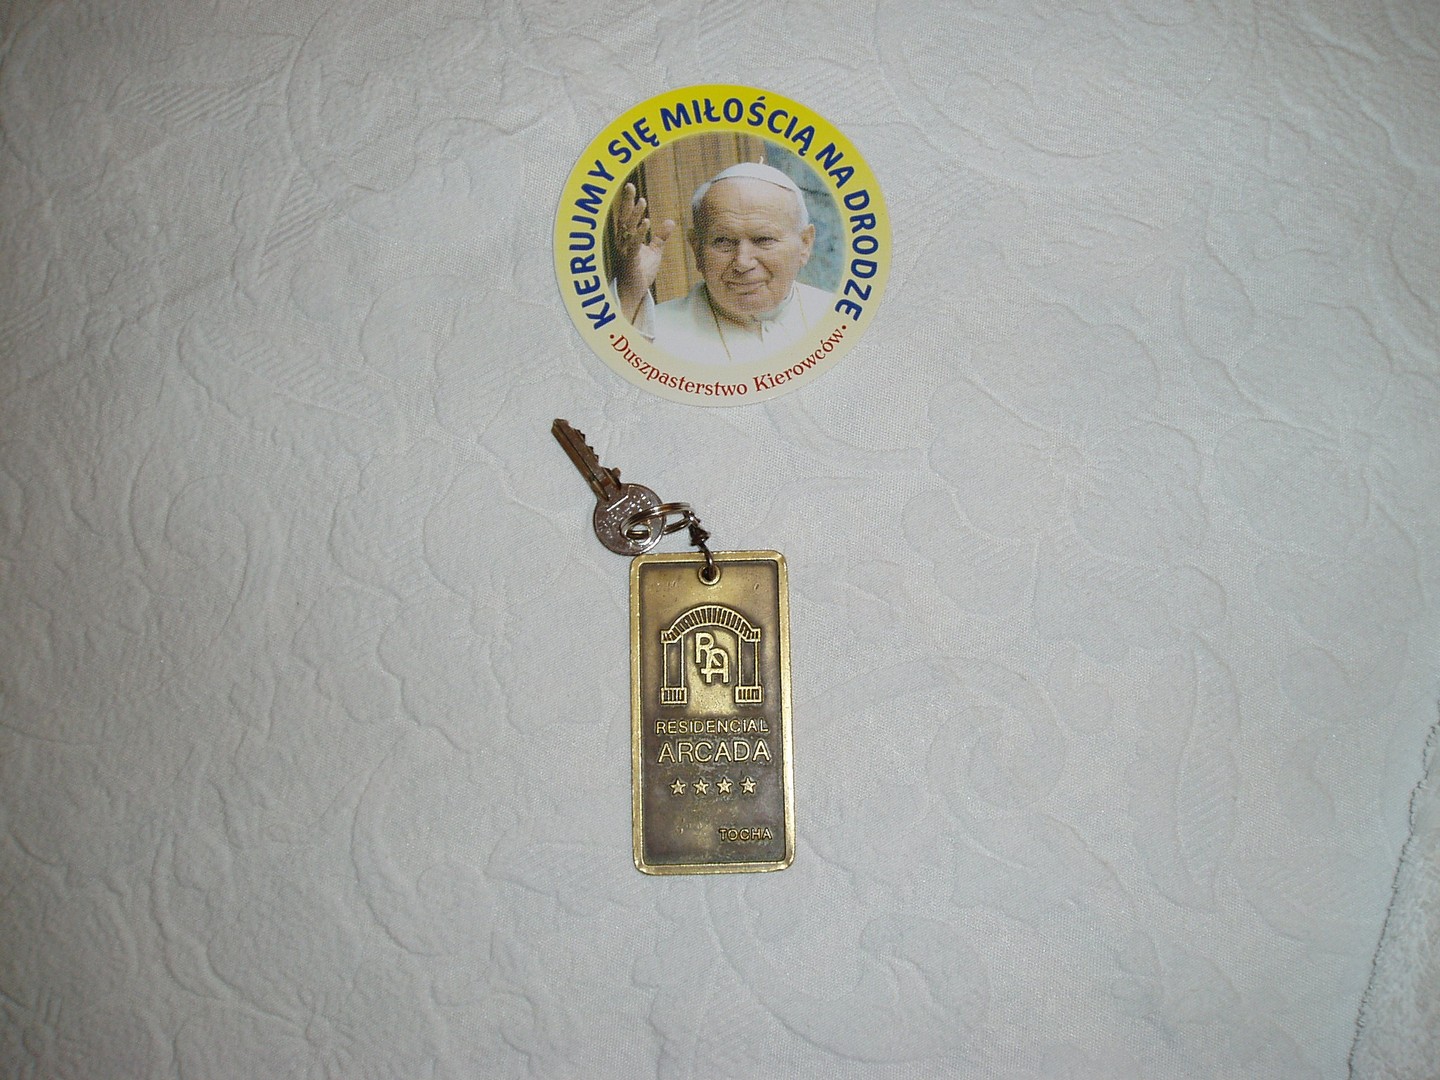 KIERUJMY SIĘ MIŁOŚCIĄ NA DRODZE
•Duszpasterstwo Kierowców•
RA
RESIDENCIAL
ARCADA
TOCHA